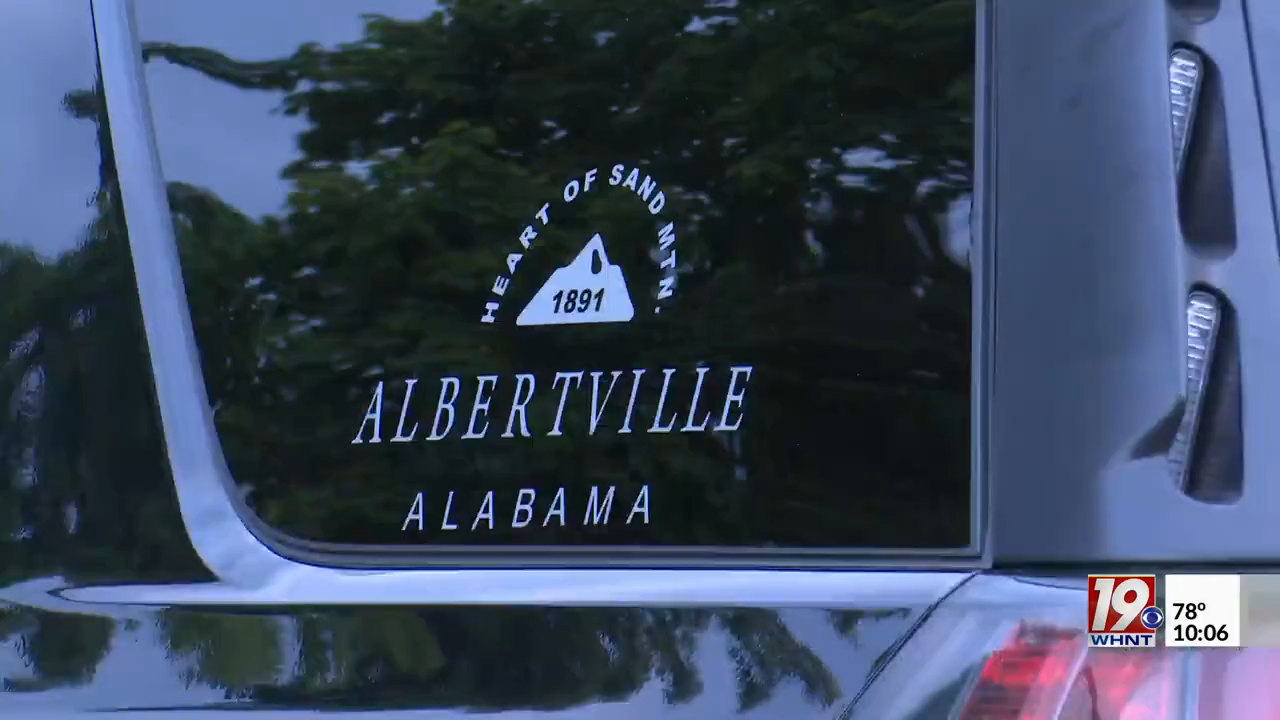 HEART OF SAND MTN.
1891
ALBERTVILLE
ALABAMA
19
WHNT
78°
10:06